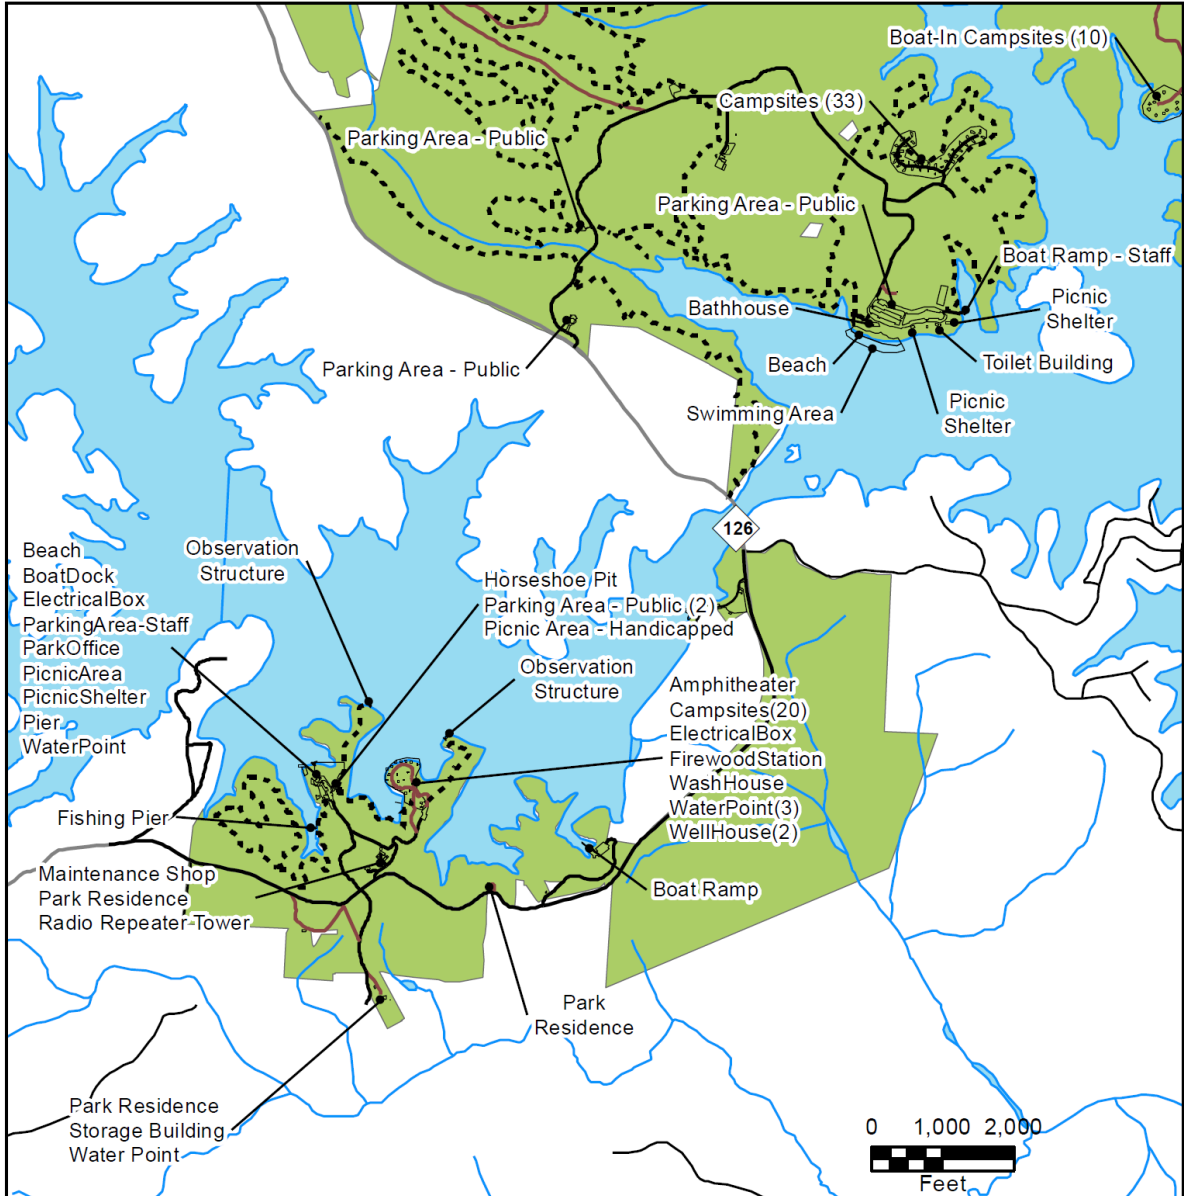 Boat-In Campsites (10)
Campsites (33)
Parking Area - Public
Parking Area - Public
Boat Ramp - Staff
Picnic
Shelter
Bathhouse
Toilet Building
Beach
Parking Area - Public
Swimming Area
Picnic
Shelter
126
Beach
BoatDock
ElectricalBox
ParkingArea-Staff
ParkOffice
PicnicArea
PicnicShelter
Pier
WaterPoint
Observation
Structure
Horseshoe Pit
Parking Area - Public (2)
Picnic Area - Handicapped
Observation
Structure
Amphitheater
Campsites(20)
ElectricalBox
FirewoodStation
WashHouse
WaterPoint(3)
WellHouse(2)
Fishing Pier
Maintenance Shop
Park Residence
Radio Repeater Tower
Boat Ramp
Park
Residence
Park Residence
Storage Building
Water Point
0 1,000 2,000
Feet